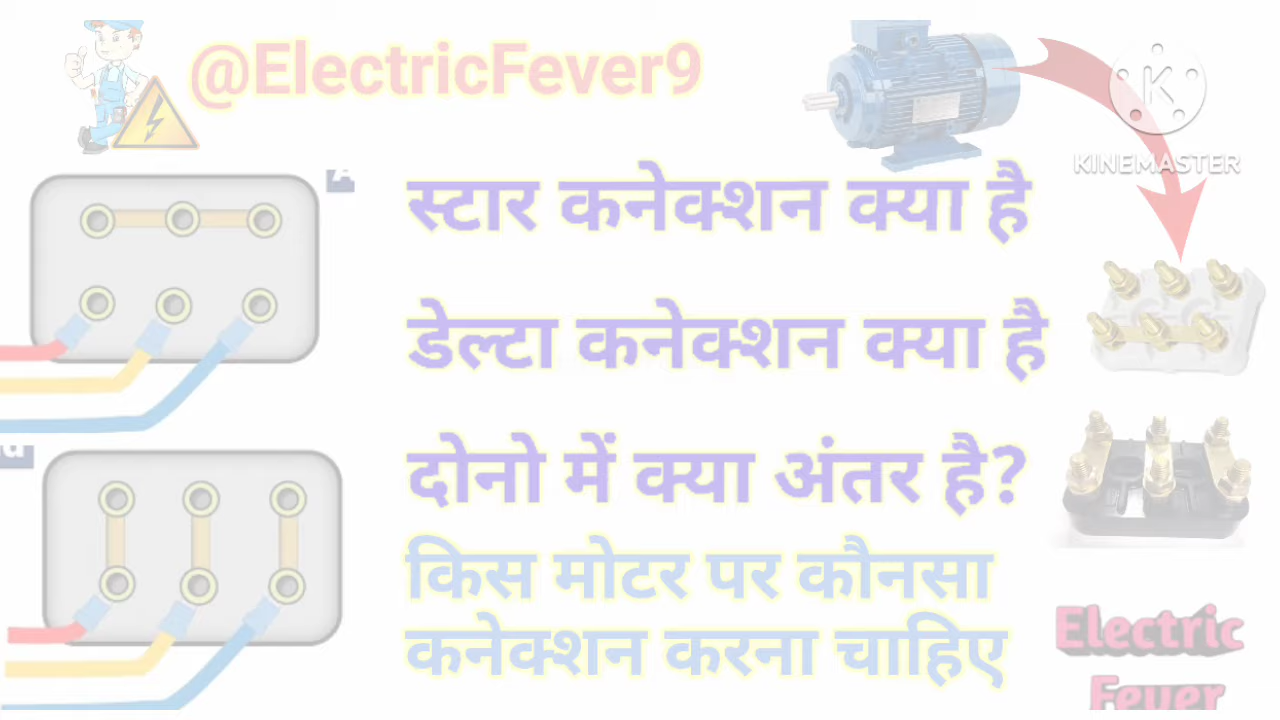 @ElectricFever9
KINEMASTER
स्टार कनेक्शन क्या है
डेल्टा कनेक्शन क्या है
दोनो में क्या अंतर है?
किस मोटर पर कौनसा
कनेक्शन करना चाहिए
Electric
Fever